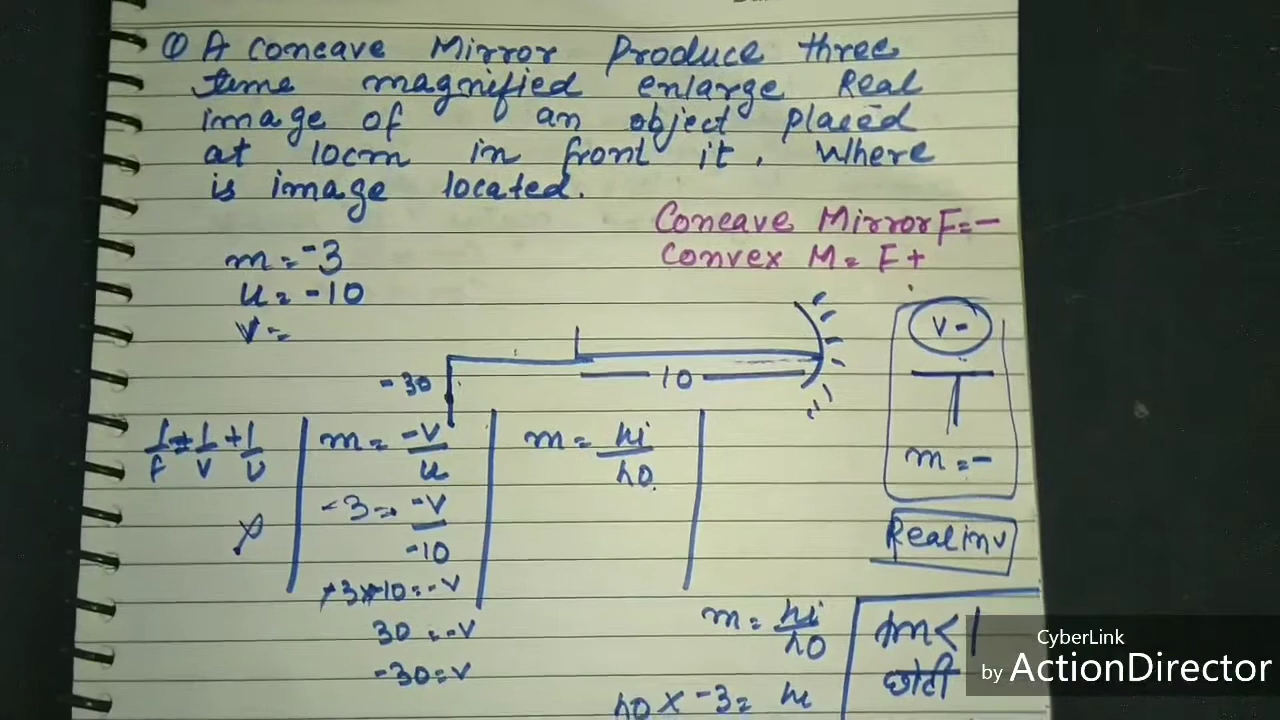 ① A Concave Mirror Produce three
time magnified enlarge Real
image of an object placed
at 10cm in front it. Where
is image located.
Concave Mirror F=-
Convex M= F+
m=-3
u=-10
v=
v-
-30
10
m=-
Real inv
1/F=1/v+1/u
m=-v/u
-3=-v/-10
-3x-10=-v
30=-v
-30=v
m=hi/ho
m=hi/ho
ho x -3= hi
m<1
छोटी
CyberLink
by ActionDirector